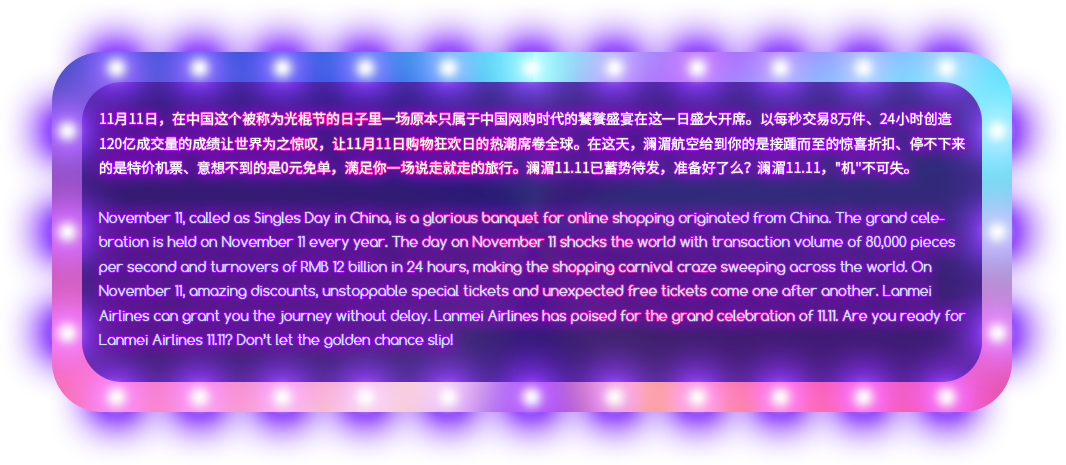 11月11日，在中国这个被称为光棍节的日子里一场原本只属于中国网购时代的饕餮盛宴在这一日盛大开席。以每秒交易8万件、24小时创造
120亿成交量的成绩让世界为之惊叹，让11月11日购物狂欢日的热潮席卷全球。在这天，澜湄航空给到你的是接踵而至的惊喜折扣、停不下来
的是特价机票、意想不到的是0元免单，满足你一场说走就走的旅行。澜湄11.11已蓄势待发，准备好了么？澜湄11.11，"机"不可失。
November 11, called as Singles Day in China, is a glorious banquet for online shopping originated from China. The grand cele-
bration is held on November 11 every year. The day on November 11 shocks the world with transaction volume of 80,000 pieces
per second and turnovers of RMB 12 billion in 24 hours, making the shopping carnival craze sweeping across the world. On
November 11, amazing discounts, unstoppable special tickets and unexpected free tickets come one after another. Lanmei
Airlines can grant you the journey without delay. Lanmei Airlines has poised for the grand celebration of 11.11. Are you ready for
Lanmei Airlines 11.11? Don't let the golden chance slip!